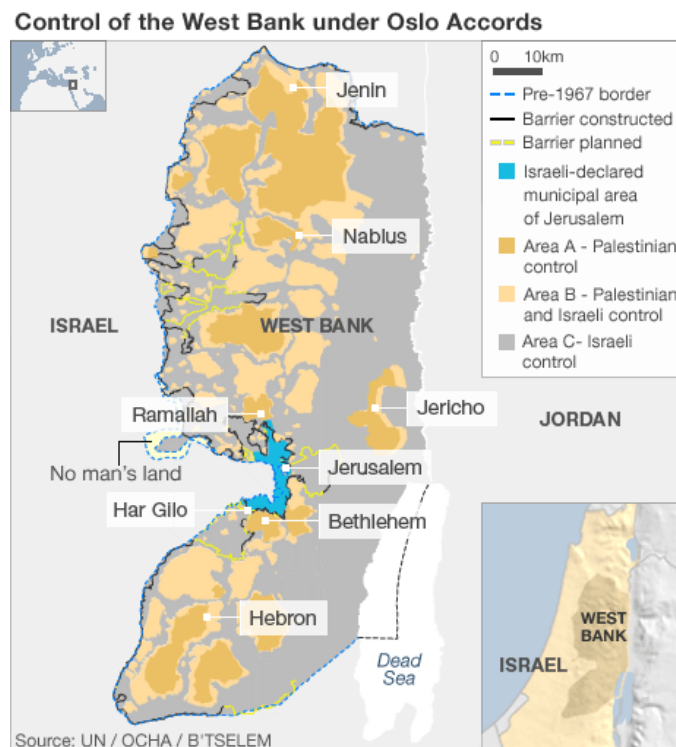 Control of the West Bank under Oslo Accords
0 10km
Pre-1967 border
Barrier constructed
Barrier planned
Israeli-declared
municipal area
of Jerusalem
Area A - Palestinian
control
Area B - Palestinian
and Israeli control
Area C- Israeli
control
Jenin
Nablus
ISRAEL
WEST BANK
Ramallah
Jericho
JORDAN
No man's land
Jerusalem
Har Gilo
Bethlehem
Hebron
Dead
Sea
WEST
BANK
ISRAEL
Source: UN / OCHA / B'TSELEM